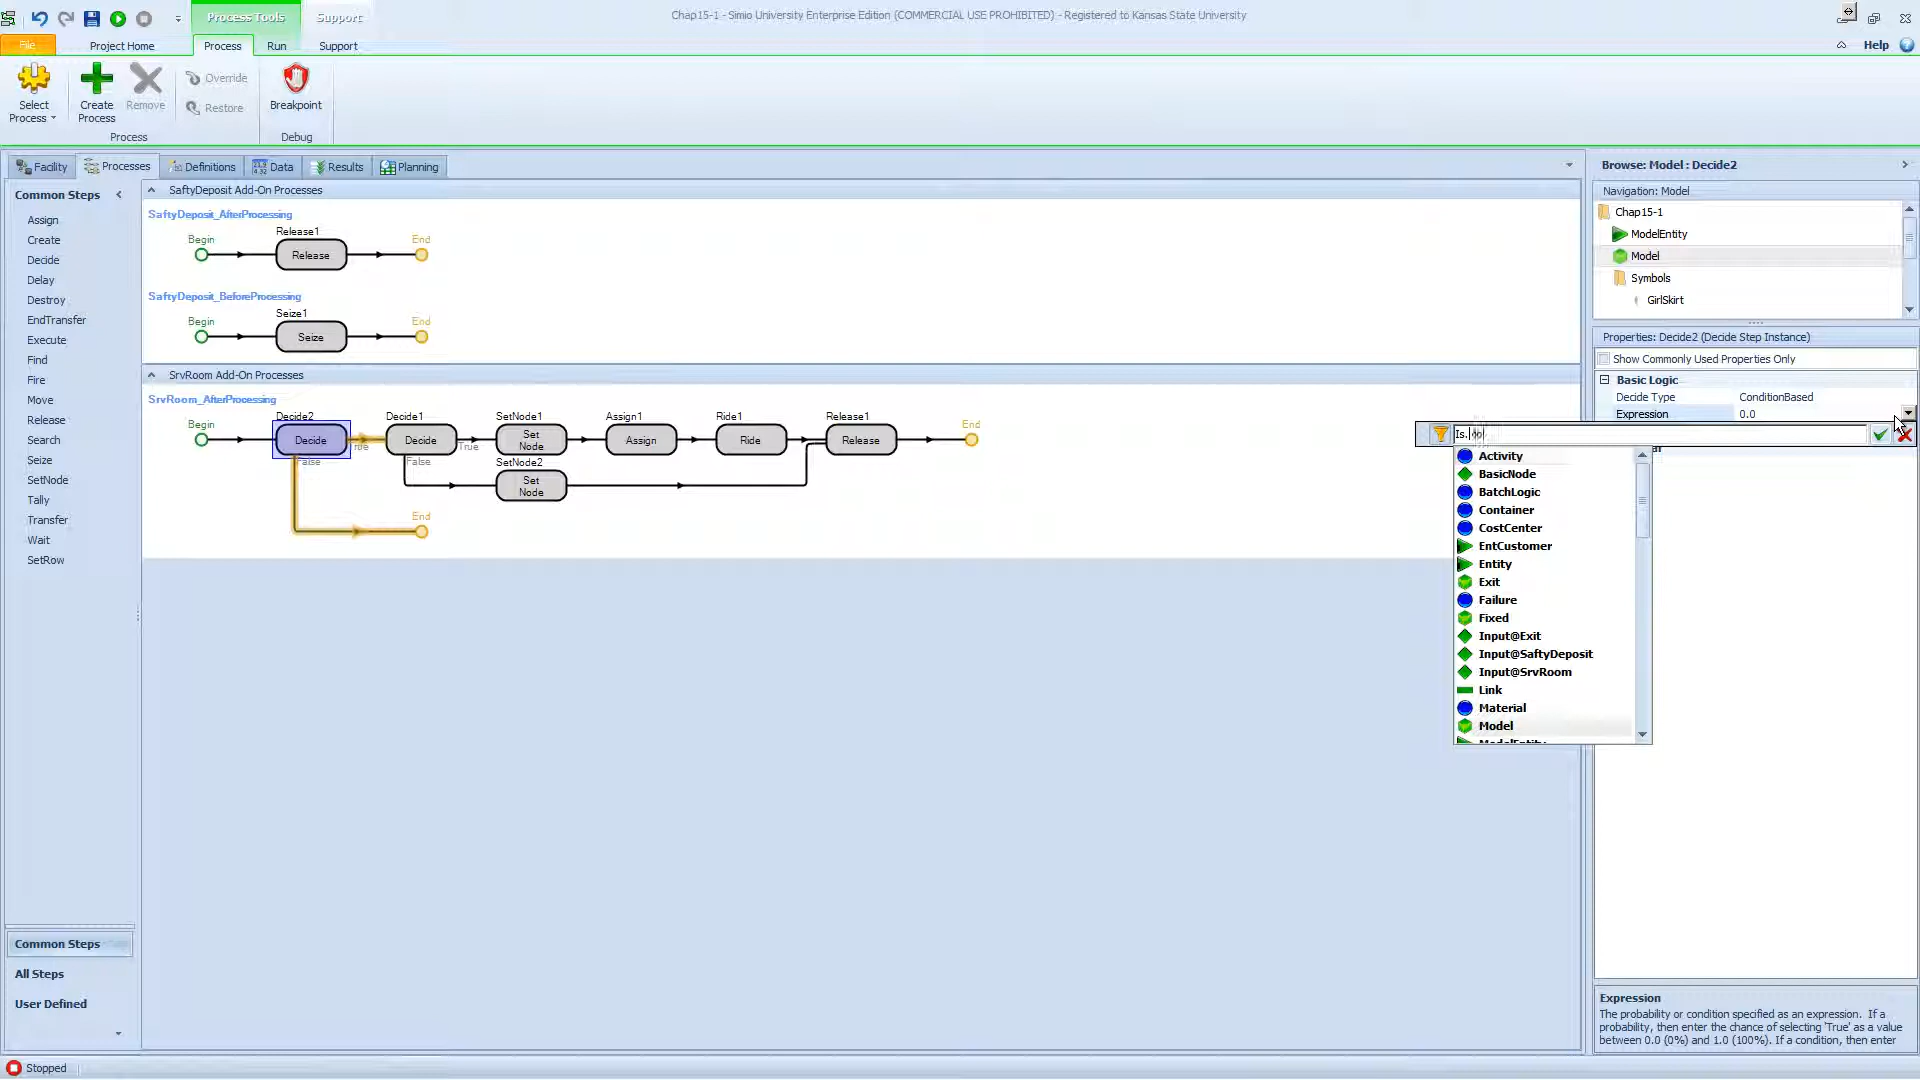 Process Tools
Support
Chap15-1 - Simio University Enterprise Edition (COMMERCIAL USE PROHIBITED) - Registered to Kansas State University
File
Project Home
Process
Run
Support
Help
Select Process
Create Process
Remove
Override
Restore
Breakpoint
Process
Debug
Facility
Processes
Definitions
Data
Results
Planning
Common Steps
Assign
Create
Decide
Delay
Destroy
EndTransfer
Execute
Find
Fire
Move
Release
Search
Seize
SetNode
Tally
Transfer
Wait
SetRow
Common Steps
All Steps
User Defined
SaftyDeposit Add-On Processes
SaftyDeposit_AfterProcessing
Begin
Release1
Release
End
SaftyDeposit_BeforeProcessing
Begin
Seize1
Seize
End
SrvRoom Add-On Processes
SrvRoom_AfterProcessing
Begin
Decide2
Decide
False
Decide1
Decide
True
False
SetNode1
Set Node
SetNode2
Set Node
Assign1
Assign
Ride1
Ride
Release1
Release
End
End
Browse: Model : Decide2
Navigation: Model
Chap15-1
ModelEntity
Model
Symbols
GirlSkirt
Properties: Decide2 (Decide Step Instance)
Show Commonly Used Properties Only
Basic Logic
Decide Type
ConditionBased
Expression
0.0
Is.
Activity
BasicNode
BatchLogic
Container
CostCenter
EntCustomer
Entity
Exit
Failure
Fixed
Input@Exit
Input@SaftyDeposit
Input@SrvRoom
Link
Material
Model
ModelEntity
Expression
The probability or condition specified as an expression. If a
probability, then enter the chance of selecting 'True' as a value
between 0.0 (0%) and 1.0 (100%). If a condition, then enter
Stopped